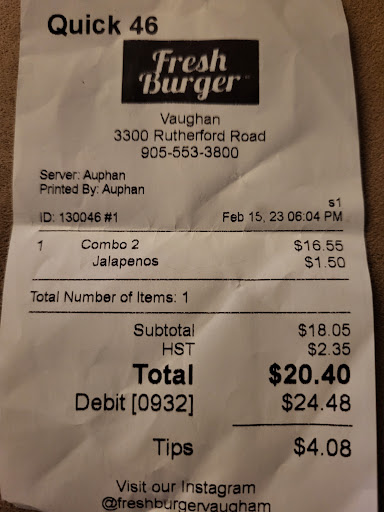 Quick 46
Fresh
Burger
Vaughan
3300 Rutherford Road
905-553-3800
Server: Auphan
Printed By: Auphan
s1
ID: 130046 #1 Feb 15, 23 06:04 PM
1 Combo 2 $16.55
Jalapenos $1.50
Total Number of Items: 1
Subtotal $18.05
HST $2.35
Total $20.40
Debit [0932] $24.48
Tips $4.08
Visit our Instagram
@freshburgervaugham